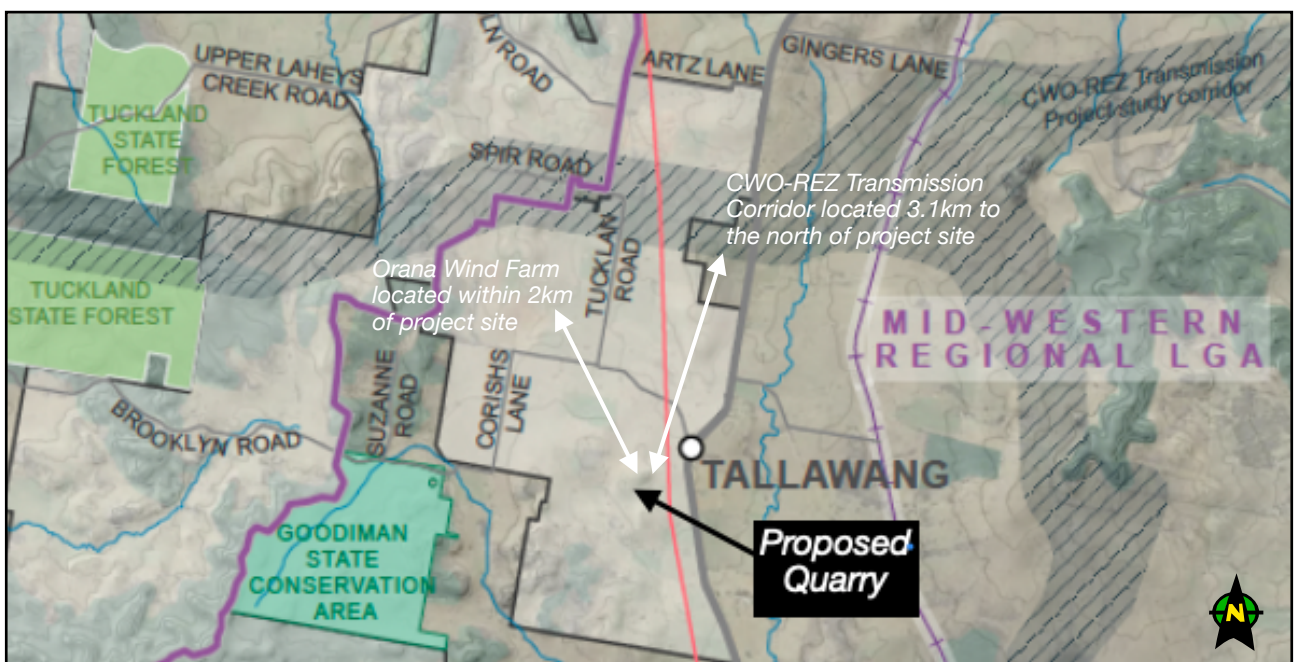 UPPER LAHEYS
CREEK ROAD
LN ROAD
ARTZ LANE
GINGERS LANE
CWO-REZ Transmission
Project study corridor
TUCKLAND
STATE
FOREST
SPIR ROAD
CWO-REZ Transmission
Corridor located 3.1km to
the north of project site
TUCKLAN
ROAD
Orana Wind Farm
located within 2km
of project site
TUCKLAND
STATE FOREST
MID-WESTERN
REGIONAL LGA
SUZANNE
ROAD
CORISHS
LANE
BROOKLYN ROAD
TALLAWANG
GOODIMAN
STATE
CONSERVATION
AREA
Proposed
Quarry
N